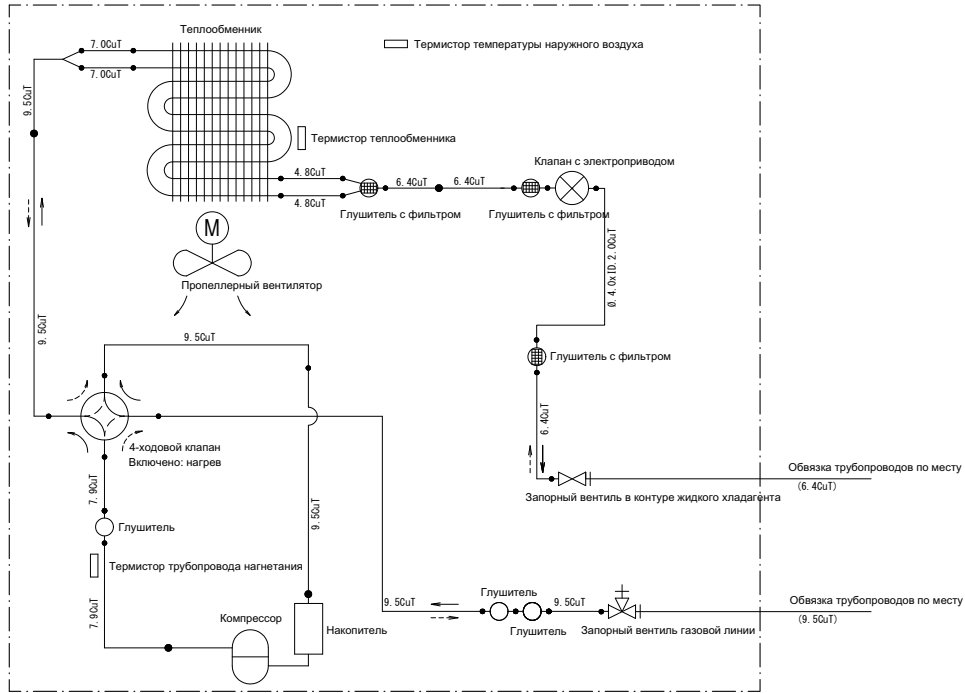 Теплообменник
Термистор температуры наружного воздуха
7. 0CuT
7. 0CuT
9. 5CuT
Термистор теплообменника
Клапан с электроприводом
4. 8CuT
6. 4CuT
6. 4CuT
4. 8CuT
Глушитель с фильтром
Глушитель с фильтром
M
Ø. 4. 0xID. 2. 0CuT
Пропеллерный вентилятор
9. 5CuT
9. 5CuT
Глушитель с фильтром
6. 4CuT
4-ходовой клапан
Включено: нагрев
7. 9CuT
9. 5CuT
Обвязка трубопроводов по месту
(6. 4CuT)
Запорный вентиль в контуре жидкого хладагента
Глушитель
Термистор трубопровода нагнетания
7. 9CuT
Компрессор
Накопитель
9. 5CuT
Глушитель
Глушитель
9. 5CuT
Запорный вентиль газовой линии
Обвязка трубопроводов по месту
(9. 5CuT)